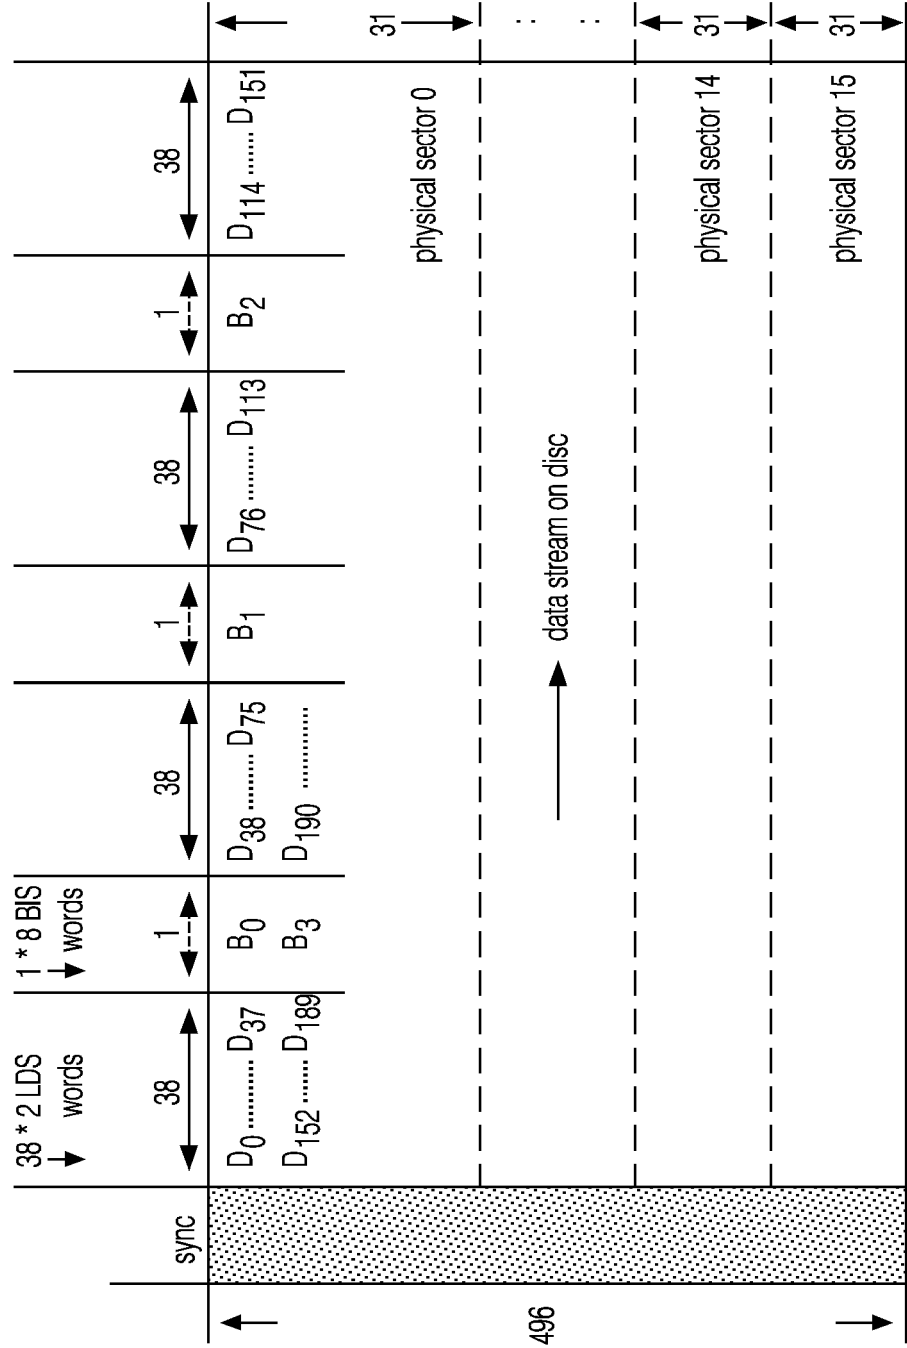 38 * 2 LDS words
1 * 8 BIS words
sync
38
1
38
1
38
1
38
D0 ........ D37
B0
D38 ........ D75
B1
D76 ........ D113
B2
D114 ....... D151
D152 ....... D189
B3
D190 ..........
31
physical sector 0
data stream on disc
496
physical sector 14
31
physical sector 15
31